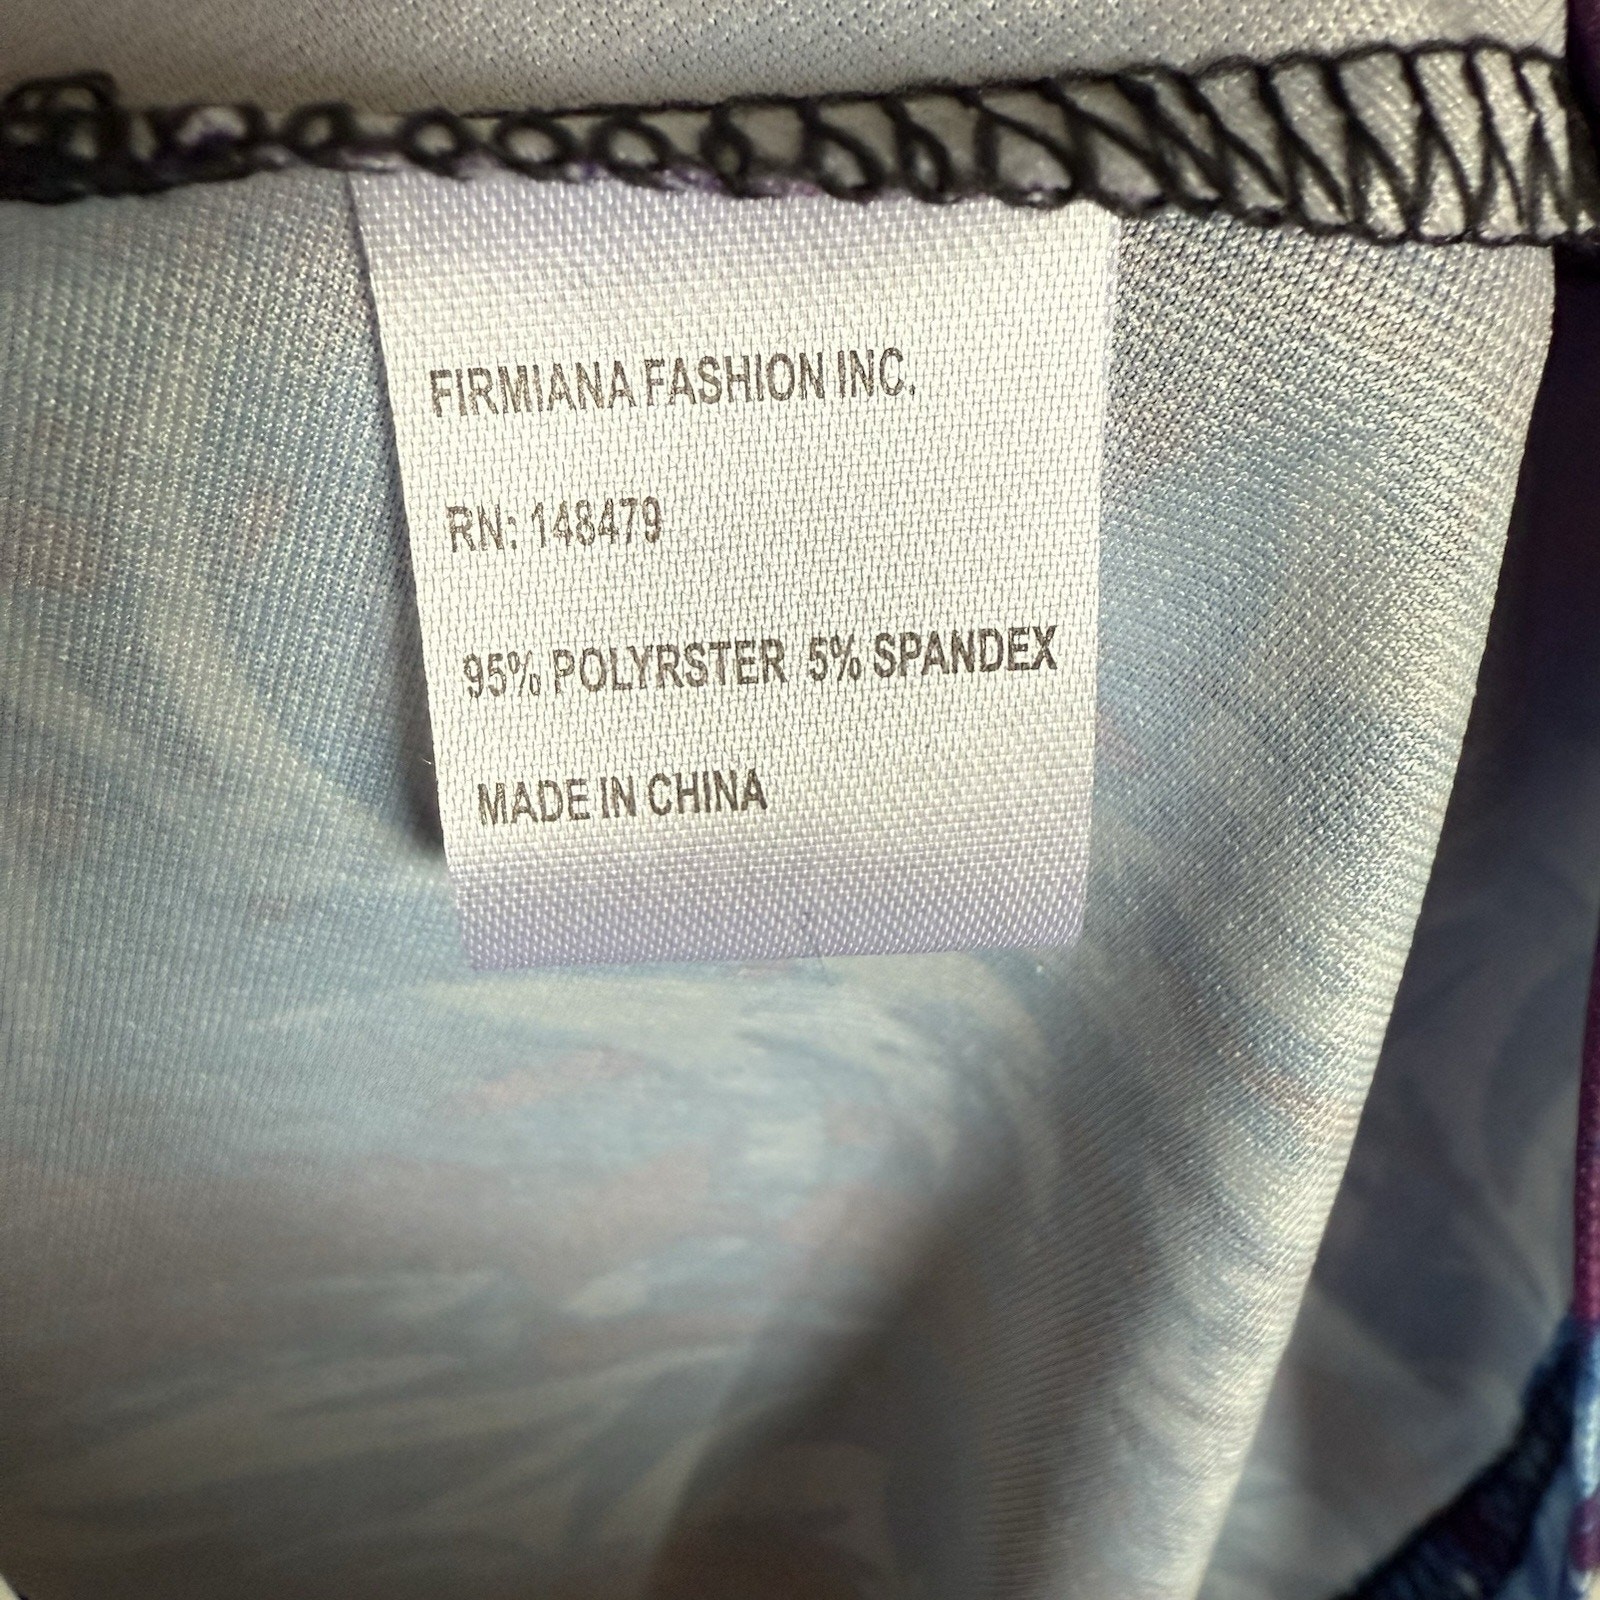 FIRMIANA FASHION INC.
RN: 148479
95% POLYRSTER 5% SPANDEX
MADE IN CHINA